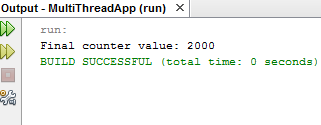 Output - MultiThreadApp (run)
run:
Final counter value: 2000
BUILD SUCCESSFUL (total time: 0 seconds)